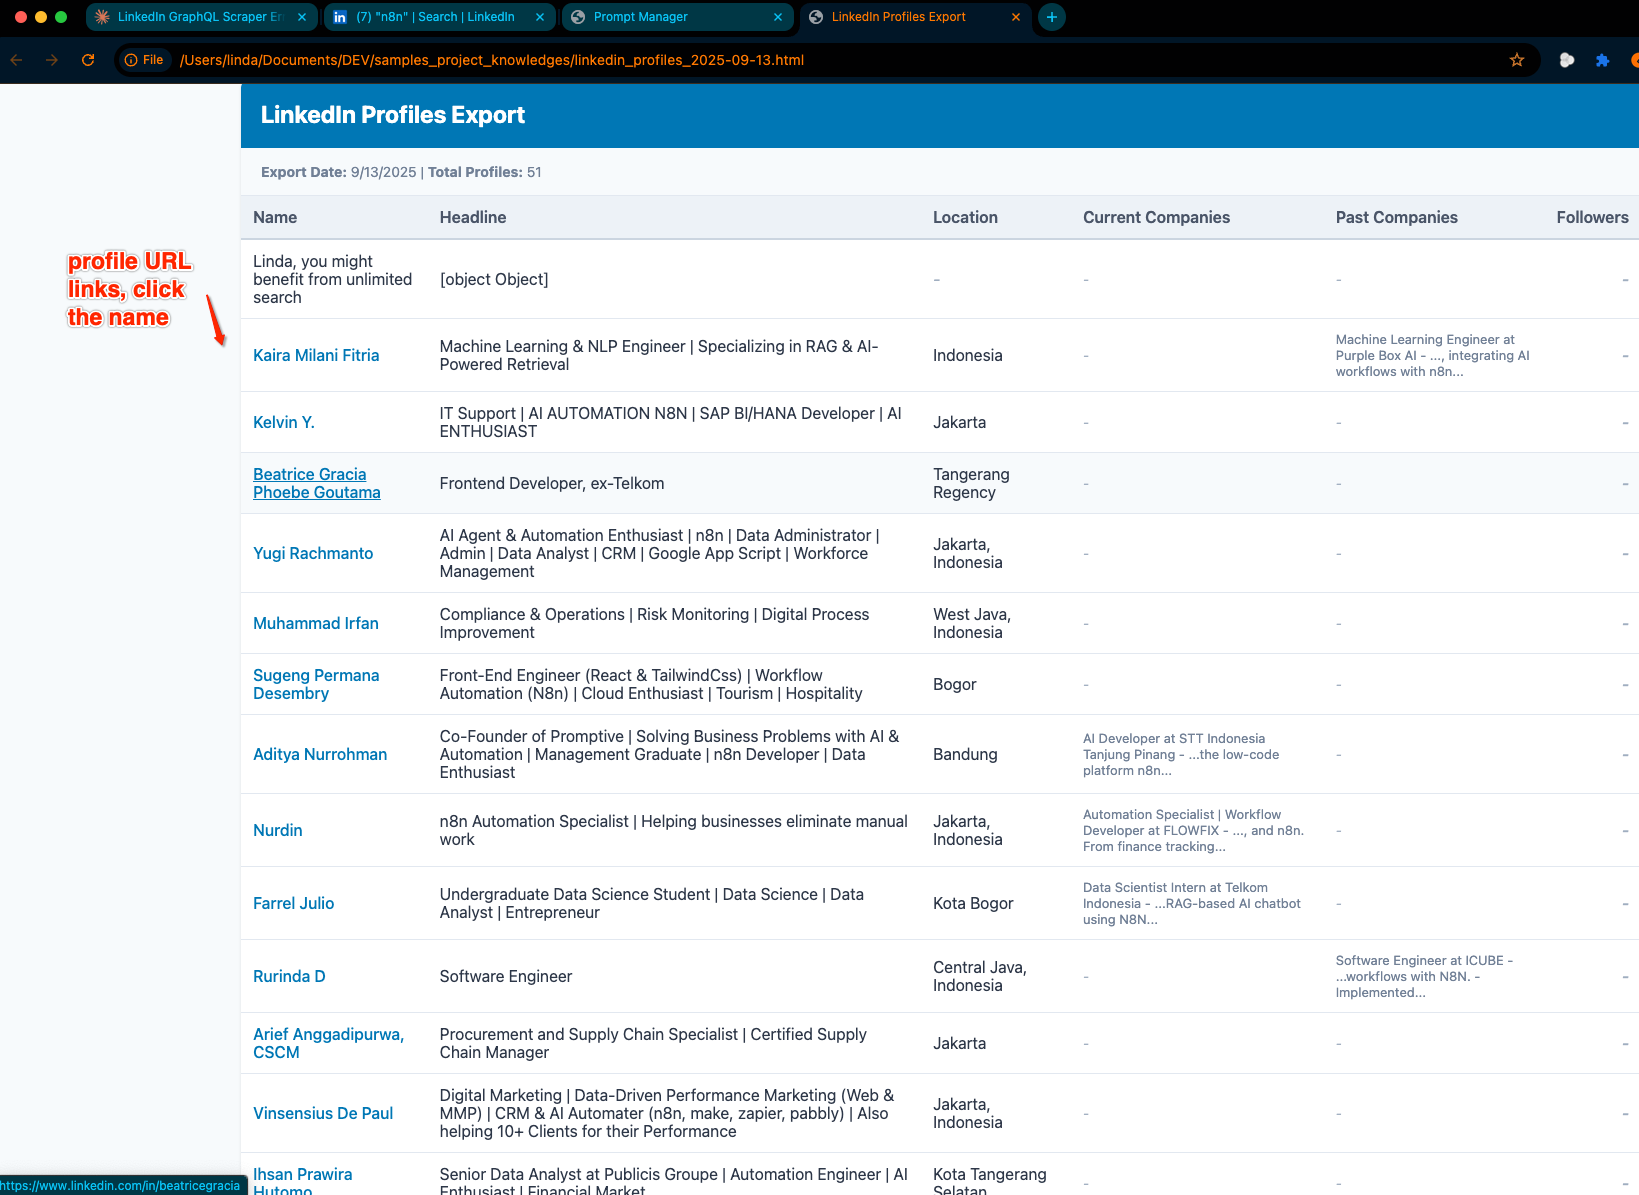 LinkedIn GraphQL Scraper En
(7) "n8n" | Search | LinkedIn
Prompt Manager
LinkedIn Profiles Export
File
/Users/linda/Documents/DEV/samples_project_knowledges/linkedin_profiles_2025-09-13.html
LinkedIn Profiles Export
Export Date: 9/13/2025 | Total Profiles: 51
Name Headline Location Current Companies Past Companies Followers
profile URL
links, click
the name
Linda, you might
benefit from unlimited
search
[object Object]
- - - -
Kaira Milani Fitria
Machine Learning & NLP Engineer | Specializing in RAG & AI-
Powered Retrieval
Indonesia
-
Machine Learning Engineer at
Purple Box AI - ..., integrating AI
workflows with n8n...
-
Kelvin Y.
IT Support | AI AUTOMATION N8N | SAP BI/HANA Developer | AI
ENTHUSIAST
Jakarta
- - -
Beatrice Gracia
Phoebe Goutama
Frontend Developer, ex-Telkom
Tangerang
Regency
- - -
Yugi Rachmanto
AI Agent & Automation Enthusiast | n8n | Data Administrator |
Admin | Data Analyst | CRM | Google App Script | Workforce
Management
Jakarta,
Indonesia
- - -
Muhammad Irfan
Compliance & Operations | Risk Monitoring | Digital Process
Improvement
West Java,
Indonesia
- - -
Sugeng Permana
Desembry
Front-End Engineer (React & TailwindCss) | Workflow
Automation (N8n) | Cloud Enthusiast | Tourism | Hospitality
Bogor
- - -
Aditya Nurrohman
Co-Founder of Promptive | Solving Business Problems with AI &
Automation | Management Graduate | n8n Developer | Data
Enthusiast
Bandung
AI Developer at STT Indonesia
Tanjung Pinang - ...the low-code
platform n8n...
- -
Nurdin
n8n Automation Specialist | Helping businesses eliminate manual
work
Jakarta,
Indonesia
Automation Specialist | Workflow
Developer at FLOWFIX - ..., and n8n.
From finance tracking...
- -
Farrel Julio
Undergraduate Data Science Student | Data Science | Data
Analyst | Entrepreneur
Kota Bogor
Data Scientist Intern at Telkom
Indonesia - ...RAG-based AI chatbot
using N8N...
- -
Rurinda D
Software Engineer
Central Java,
Indonesia
-
Software Engineer at ICUBE -
...workflows with N8N. -
Implemented...
-
Arief Anggadipurwa,
CSCM
Procurement and Supply Chain Specialist | Certified Supply
Chain Manager
Jakarta
- - -
Vinsensius De Paul
Digital Marketing | Data-Driven Performance Marketing (Web &
MMP) | CRM & AI Automater (n8n, make, zapier, pabbly) | Also
helping 10+ Clients for their Performance
Jakarta,
Indonesia
- - -
Ihsan Prawira
Hutomo
Senior Data Analyst at Publicis Groupe | Automation Engineer | AI
Enthusiast | Financial Market
Kota Tangerang
Selatan
- - -
https://www.linkedin.com/in/beatricegracia